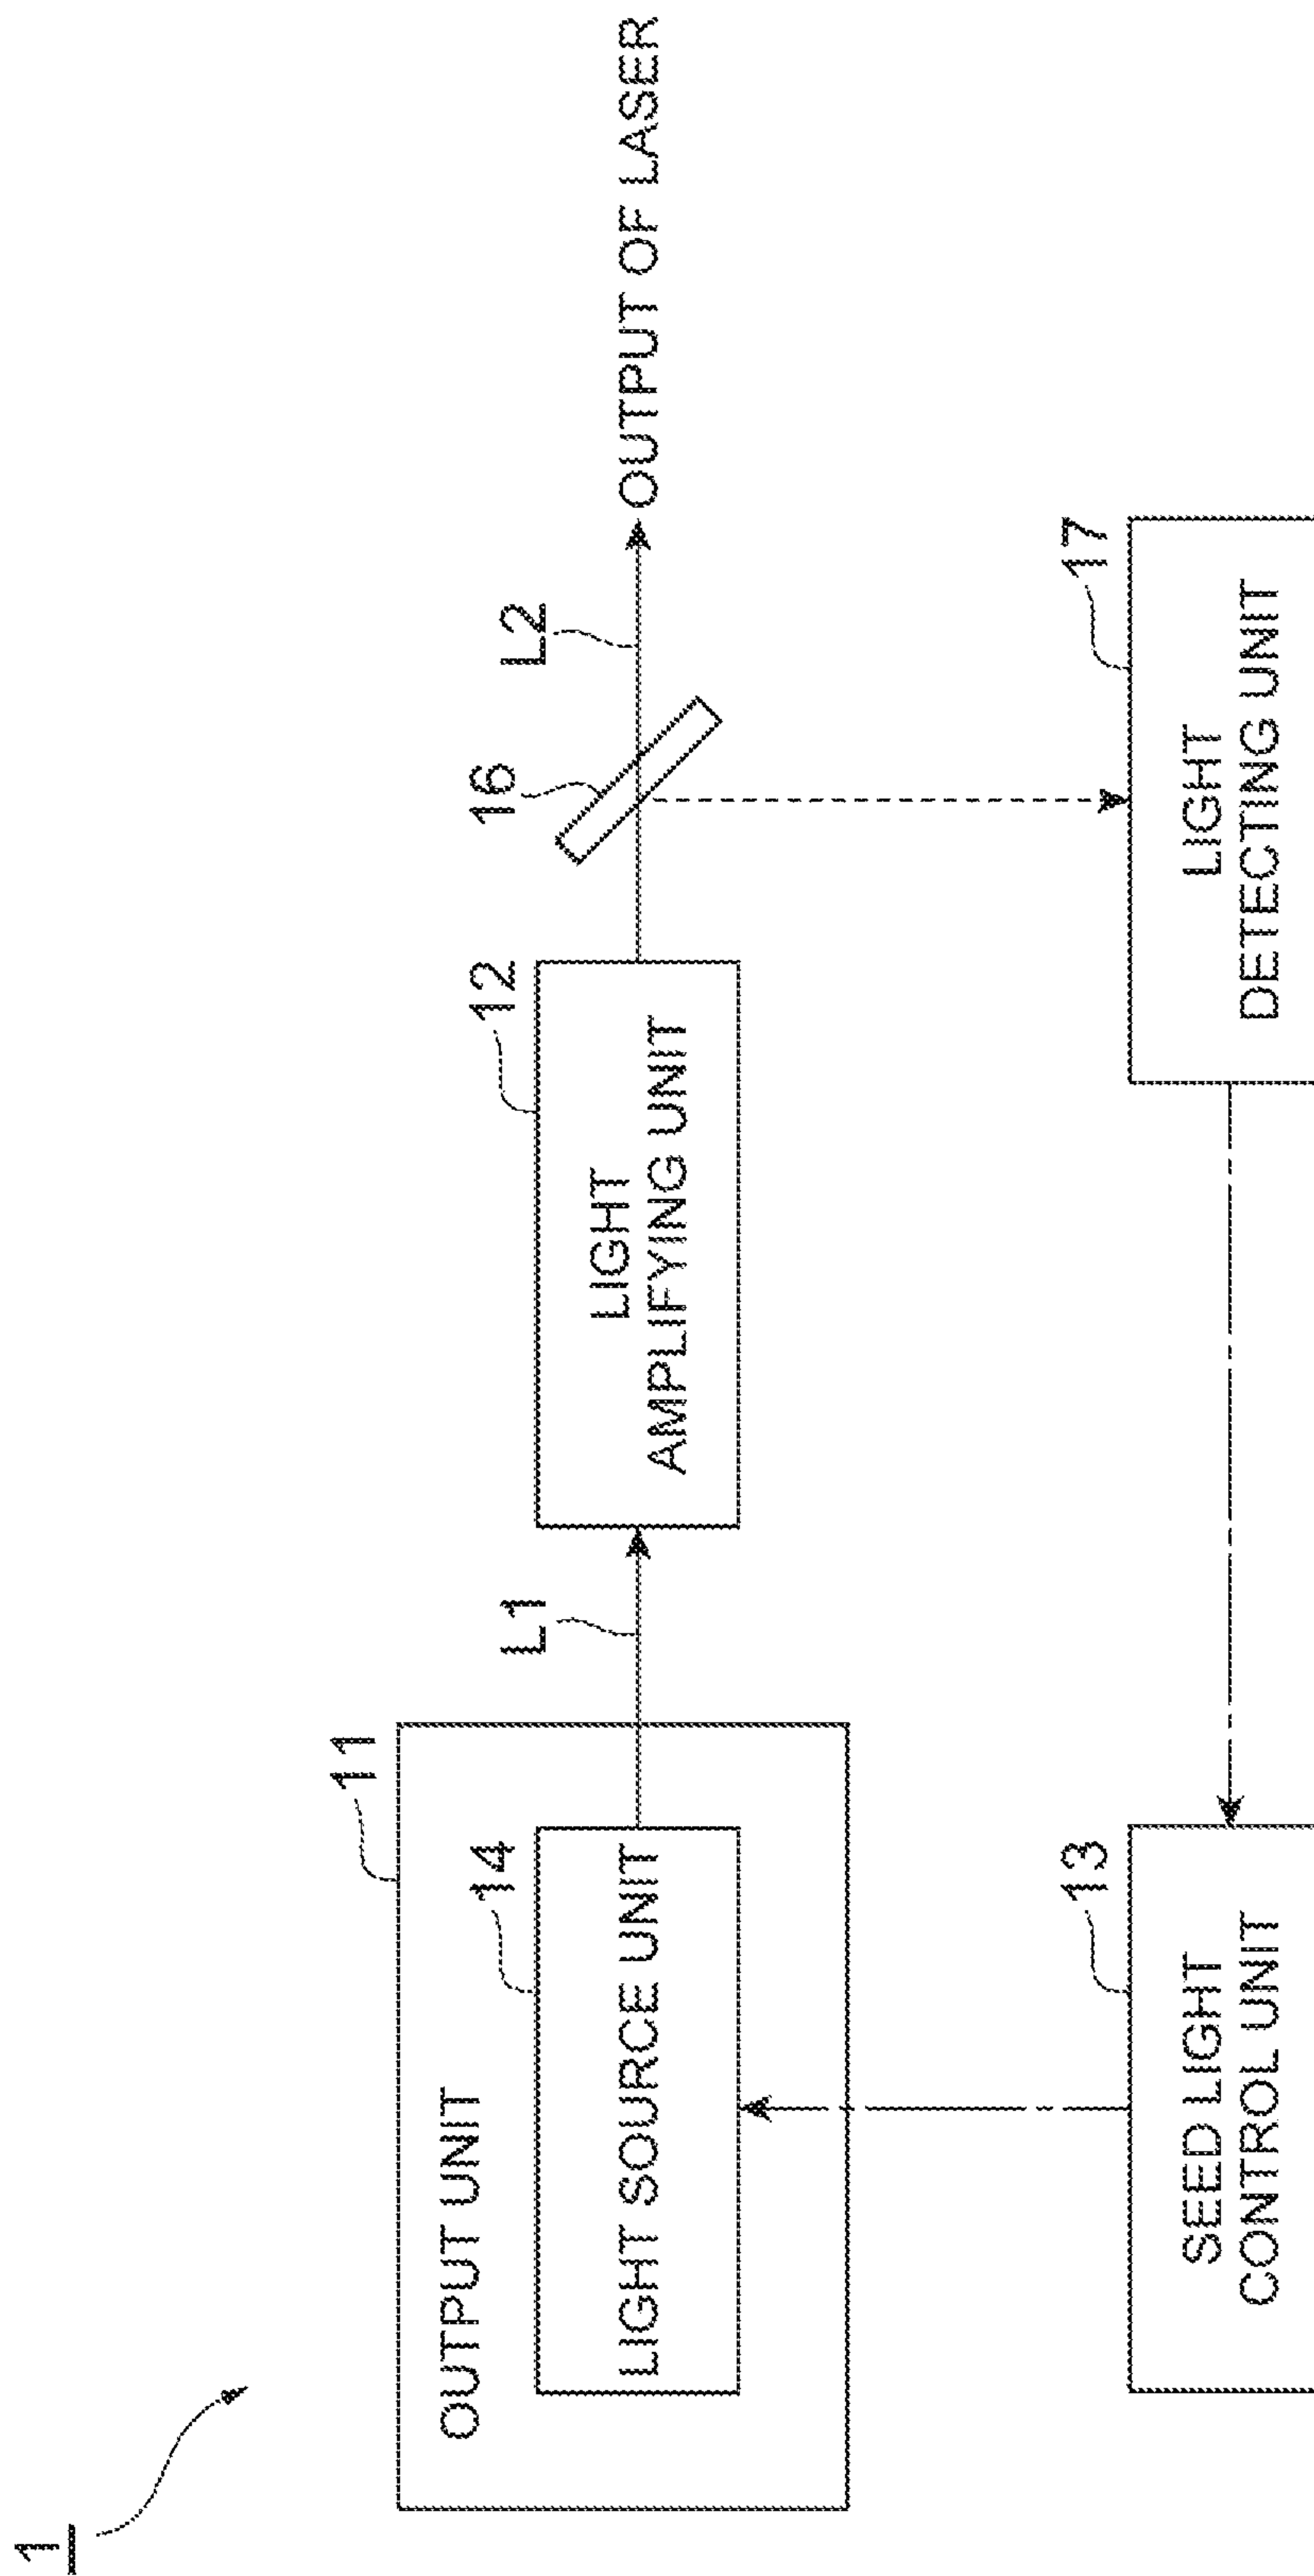 1
OUTPUT UNIT
11
LIGHT SOURCE UNIT
14
L1
LIGHT
AMPLIFYING UNIT
12
16
L2
OUTPUT OF LASER
SEED LIGHT
CONTROL UNIT
13
LIGHT
DETECTING UNIT
17